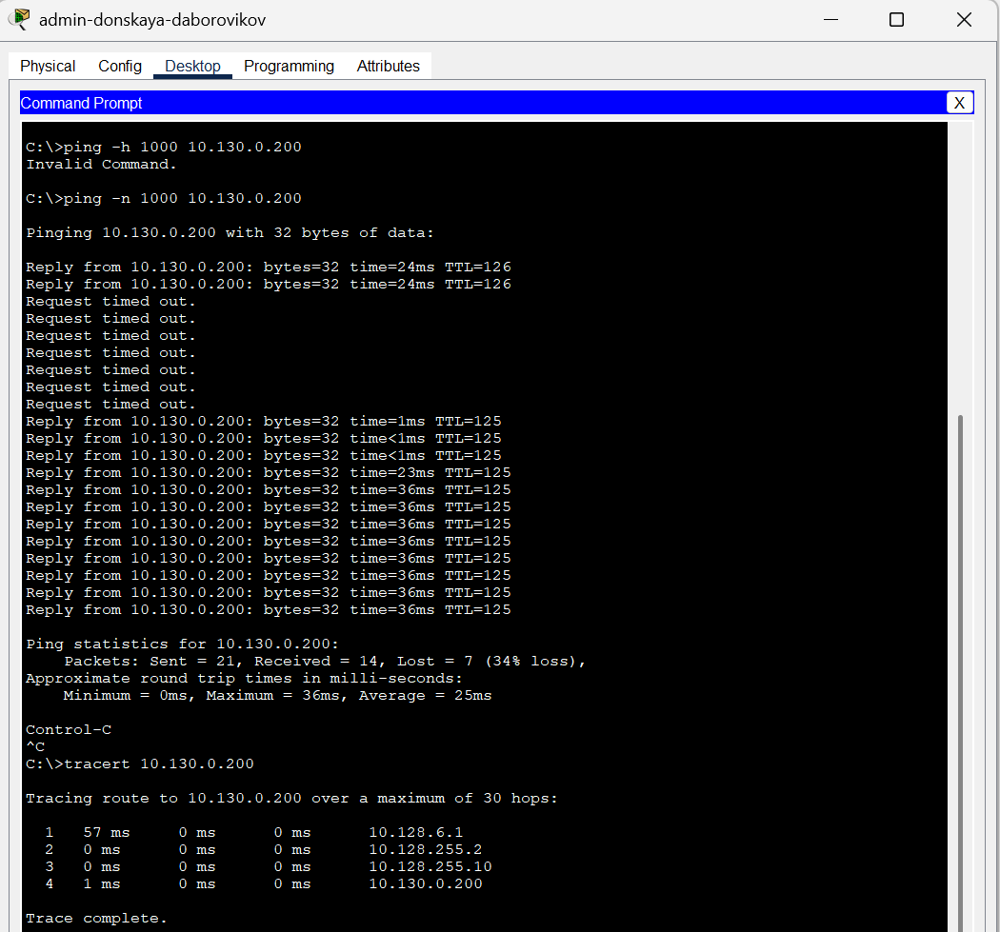 admin-donskaya-daborovikov
Physical Config Desktop Programming Attributes
Command Prompt X
C:\>ping -h 1000 10.130.0.200
Invalid Command.
C:\>ping -n 1000 10.130.0.200
Pinging 10.130.0.200 with 32 bytes of data:
Reply from 10.130.0.200: bytes=32 time=24ms TTL=126
Reply from 10.130.0.200: bytes=32 time=24ms TTL=126
Request timed out.
Request timed out.
Request timed out.
Request timed out.
Request timed out.
Request timed out.
Request timed out.
Reply from 10.130.0.200: bytes=32 time=1ms TTL=125
Reply from 10.130.0.200: bytes=32 time<1ms TTL=125
Reply from 10.130.0.200: bytes=32 time<1ms TTL=125
Reply from 10.130.0.200: bytes=32 time=23ms TTL=125
Reply from 10.130.0.200: bytes=32 time=36ms TTL=125
Reply from 10.130.0.200: bytes=32 time=36ms TTL=125
Reply from 10.130.0.200: bytes=32 time=36ms TTL=125
Reply from 10.130.0.200: bytes=32 time=36ms TTL=125
Reply from 10.130.0.200: bytes=32 time=36ms TTL=125
Reply from 10.130.0.200: bytes=32 time=36ms TTL=125
Reply from 10.130.0.200: bytes=32 time=36ms TTL=125
Reply from 10.130.0.200: bytes=32 time=36ms TTL=125
Ping statistics for 10.130.0.200:
Packets: Sent = 21, Received = 14, Lost = 7 (34% loss),
Approximate round trip times in milli-seconds:
Minimum = 0ms, Maximum = 36ms, Average = 25ms
Control-C
^C
C:\>tracert 10.130.0.200
Tracing route to 10.130.0.200 over a maximum of 30 hops:
1 57 ms 0 ms 0 ms 10.128.6.1
2 0 ms 0 ms 0 ms 10.128.255.2
3 0 ms 0 ms 0 ms 10.128.255.10
4 1 ms 0 ms 0 ms 10.130.0.200
Trace complete.